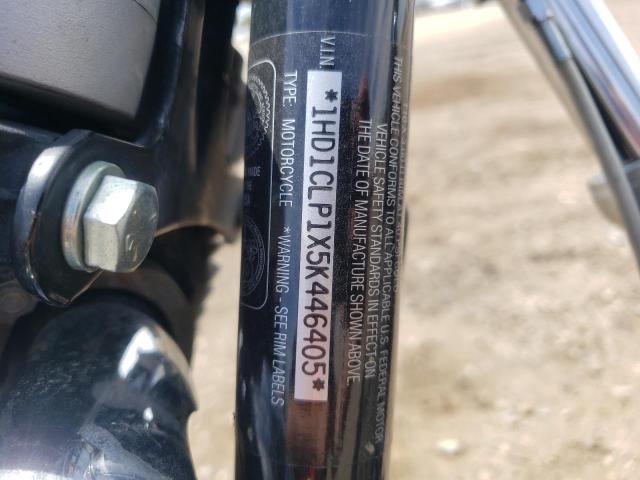 V.I.N.
*1HD1CLP1X5K446405*
TYPE: MOTORCYCLE *WARNING - SEE RIM LABELS
THIS VEHICLE CONFORMS TO ALL APPLICABLE U.S. FEDERAL MOTOR
VEHICLE SAFETY STANDARDS IN EFFECT ON
THE DATE OF MANUFACTURE SHOWN ABOVE.
MADE